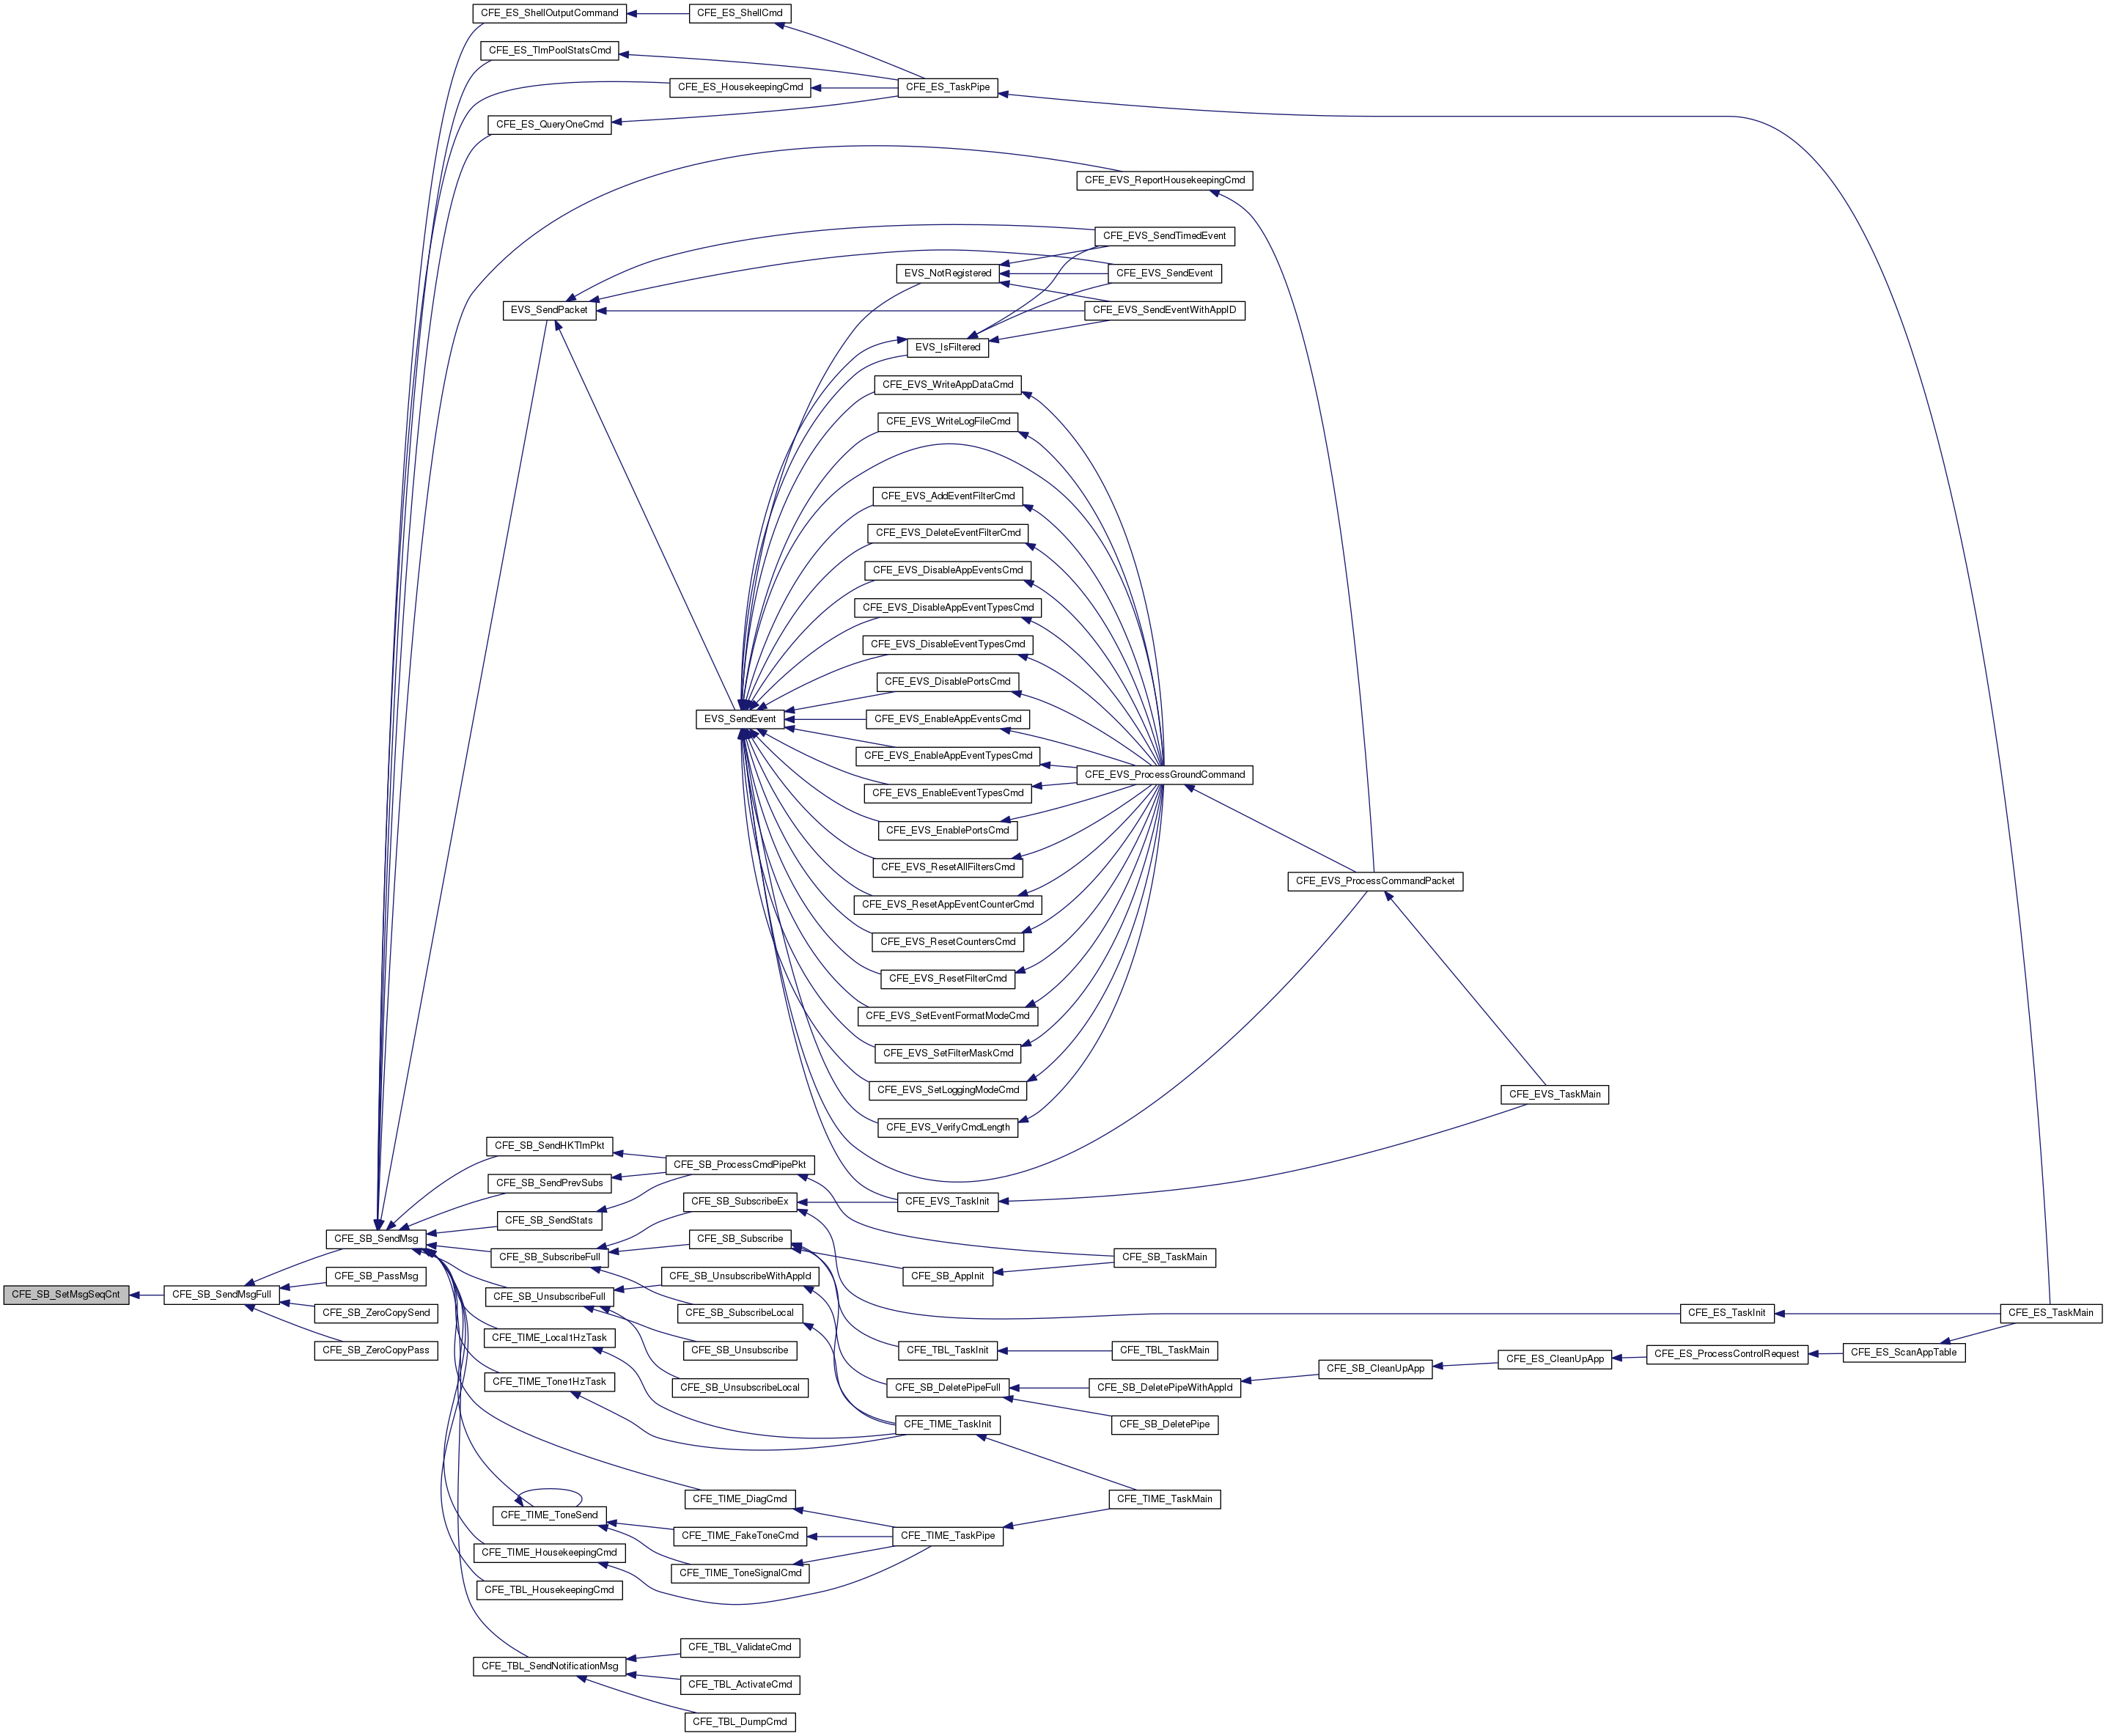 CFE_ES_ShellOutputCommand
CFE_ES_ShellCmd
CFE_ES_TlmPoolStatsCmd
CFE_ES_HousekeepingCmd
CFE_ES_TaskPipe
CFE_ES_QueryOneCmd
CFE_EVS_ReportHousekeepingCmd
CFE_EVS_SendTimedEvent
EVS_NotRegistered
CFE_EVS_SendEvent
EVS_SendPacket
CFE_EVS_SendEventWithAppID
EVS_IsFiltered
CFE_EVS_WriteAppDataCmd
CFE_EVS_WriteLogFileCmd
CFE_EVS_AddEventFilterCmd
CFE_EVS_DeleteEventFilterCmd
CFE_EVS_DisableAppEventsCmd
CFE_EVS_DisableAppEventTypesCmd
CFE_EVS_DisableEventTypesCmd
CFE_EVS_DisablePortsCmd
EVS_SendEvent
CFE_EVS_EnableAppEventsCmd
CFE_EVS_EnableAppEventTypesCmd
CFE_EVS_ProcessGroundCommand
CFE_EVS_EnableEventTypesCmd
CFE_EVS_EnablePortsCmd
CFE_EVS_ResetAllFiltersCmd
CFE_EVS_ProcessCommandPacket
CFE_EVS_ResetAppEventCounterCmd
CFE_EVS_ResetCountersCmd
CFE_EVS_ResetFilterCmd
CFE_EVS_SetEventFormatModeCmd
CFE_EVS_SetFilterMaskCmd
CFE_EVS_SetLoggingModeCmd
CFE_EVS_TaskMain
CFE_EVS_VerifyCmdLength
CFE_SB_SendHKTlmPkt
CFE_SB_ProcessCmdPipePkt
CFE_SB_SendPrevSubs
CFE_SB_SubscribeEx
CFE_EVS_TaskInit
CFE_SB_SendStats
CFE_SB_SendMsg
CFE_SB_Subscribe
CFE_SB_SubscribeFull
CFE_SB_TaskMain
CFE_SB_PassMsg
CFE_SB_UnsubscribeWithAppId
CFE_SB_AppInit
CFE_SB_SetMsgSeqCnt
CFE_SB_SendMsgFull
CFE_SB_UnsubscribeFull
CFE_SB_ZeroCopySend
CFE_SB_SubscribeLocal
CFE_ES_TaskInit
CFE_ES_TaskMain
CFE_TIME_Local1HzTask
CFE_SB_ZeroCopyPass
CFE_SB_Unsubscribe
CFE_TBL_TaskInit
CFE_TBL_TaskMain
CFE_ES_ScanAppTable
CFE_ES_ProcessControlRequest
CFE_ES_CleanUpApp
CFE_SB_CleanUpApp
CFE_TIME_Tone1HzTask
CFE_SB_UnsubscribeLocal
CFE_SB_DeletePipeFull
CFE_SB_DeletePipeWithAppId
CFE_TIME_TaskInit
CFE_SB_DeletePipe
CFE_TIME_DiagCmd
CFE_TIME_TaskMain
CFE_TIME_ToneSend
CFE_TIME_FakeToneCmd
CFE_TIME_TaskPipe
CFE_TIME_HousekeepingCmd
CFE_TIME_ToneSignalCmd
CFE_TBL_HousekeepingCmd
CFE_TBL_ValidateCmd
CFE_TBL_SendNotificationMsg
CFE_TBL_ActivateCmd
CFE_TBL_DumpCmd